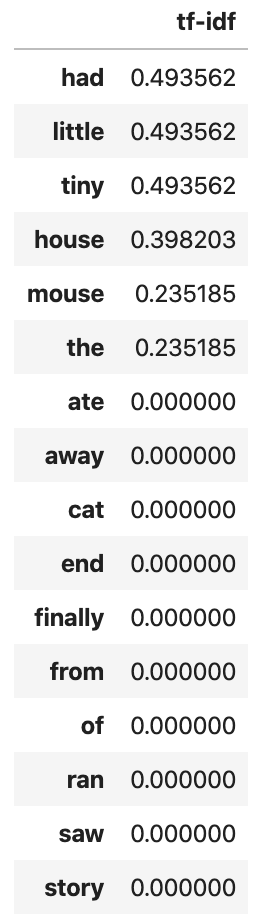 tf-idf
had 0.493562
little 0.493562
tiny 0.493562
house 0.398203
mouse 0.235185
the 0.235185
ate 0.000000
away 0.000000
cat 0.000000
end 0.000000
finally 0.000000
from 0.000000
of 0.000000
ran 0.000000
saw 0.000000
story 0.000000